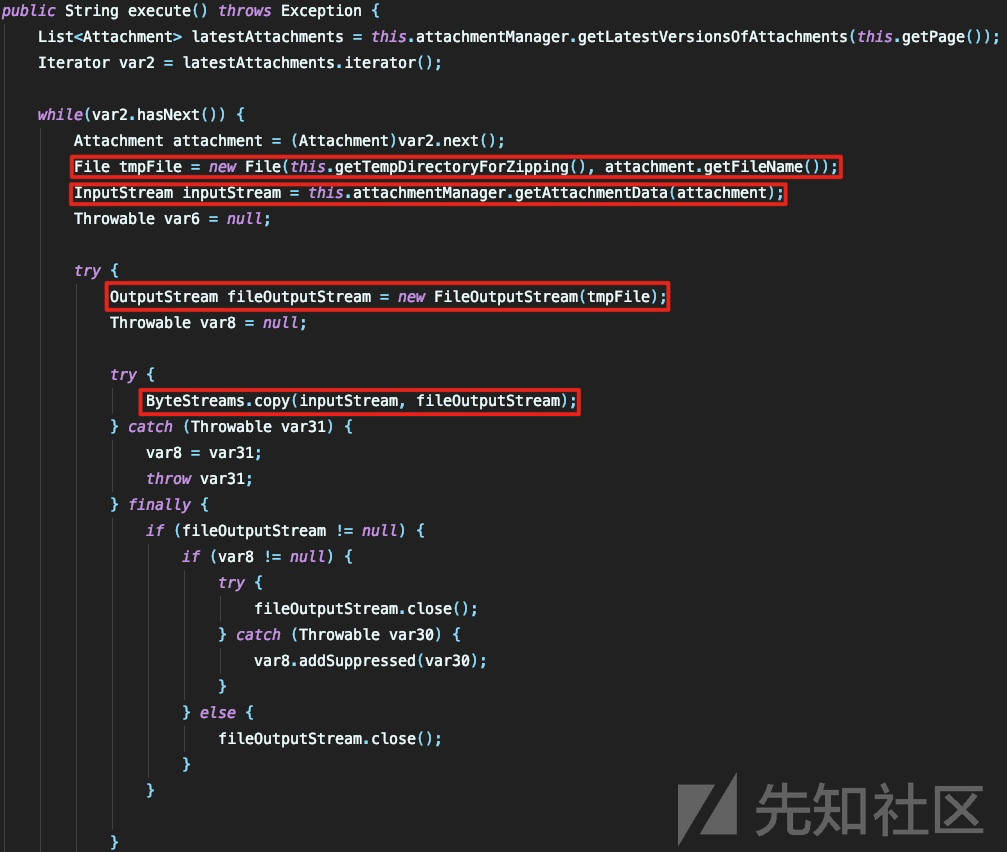 public String execute() throws Exception {
List<Attachment> latestAttachments = this.attachmentManager.getLatestVersionsOfAttachments(this.getPage());
Iterator var2 = latestAttachments.iterator();
while(var2.hasNext()) {
Attachment attachment = (Attachment)var2.next();
File tmpFile = new File(this.getTempDirectoryForZipping(), attachment.getFileName());
InputStream inputStream = this.attachmentManager.getAttachmentData(attachment);
Throwable var6 = null;
try {
OutputStream fileOutputStream = new FileOutputStream(tmpFile);
Throwable var8 = null;
try {
ByteStreams.copy(inputStream, fileOutputStream);
} catch (Throwable var31) {
var8 = var31;
throw var31;
} finally {
if (fileOutputStream != null) {
if (var8 != null) {
try {
fileOutputStream.close();
} catch (Throwable var30) {
var8.addSuppressed(var30);
}
} else {
fileOutputStream.close();
}
}
}
先知社区